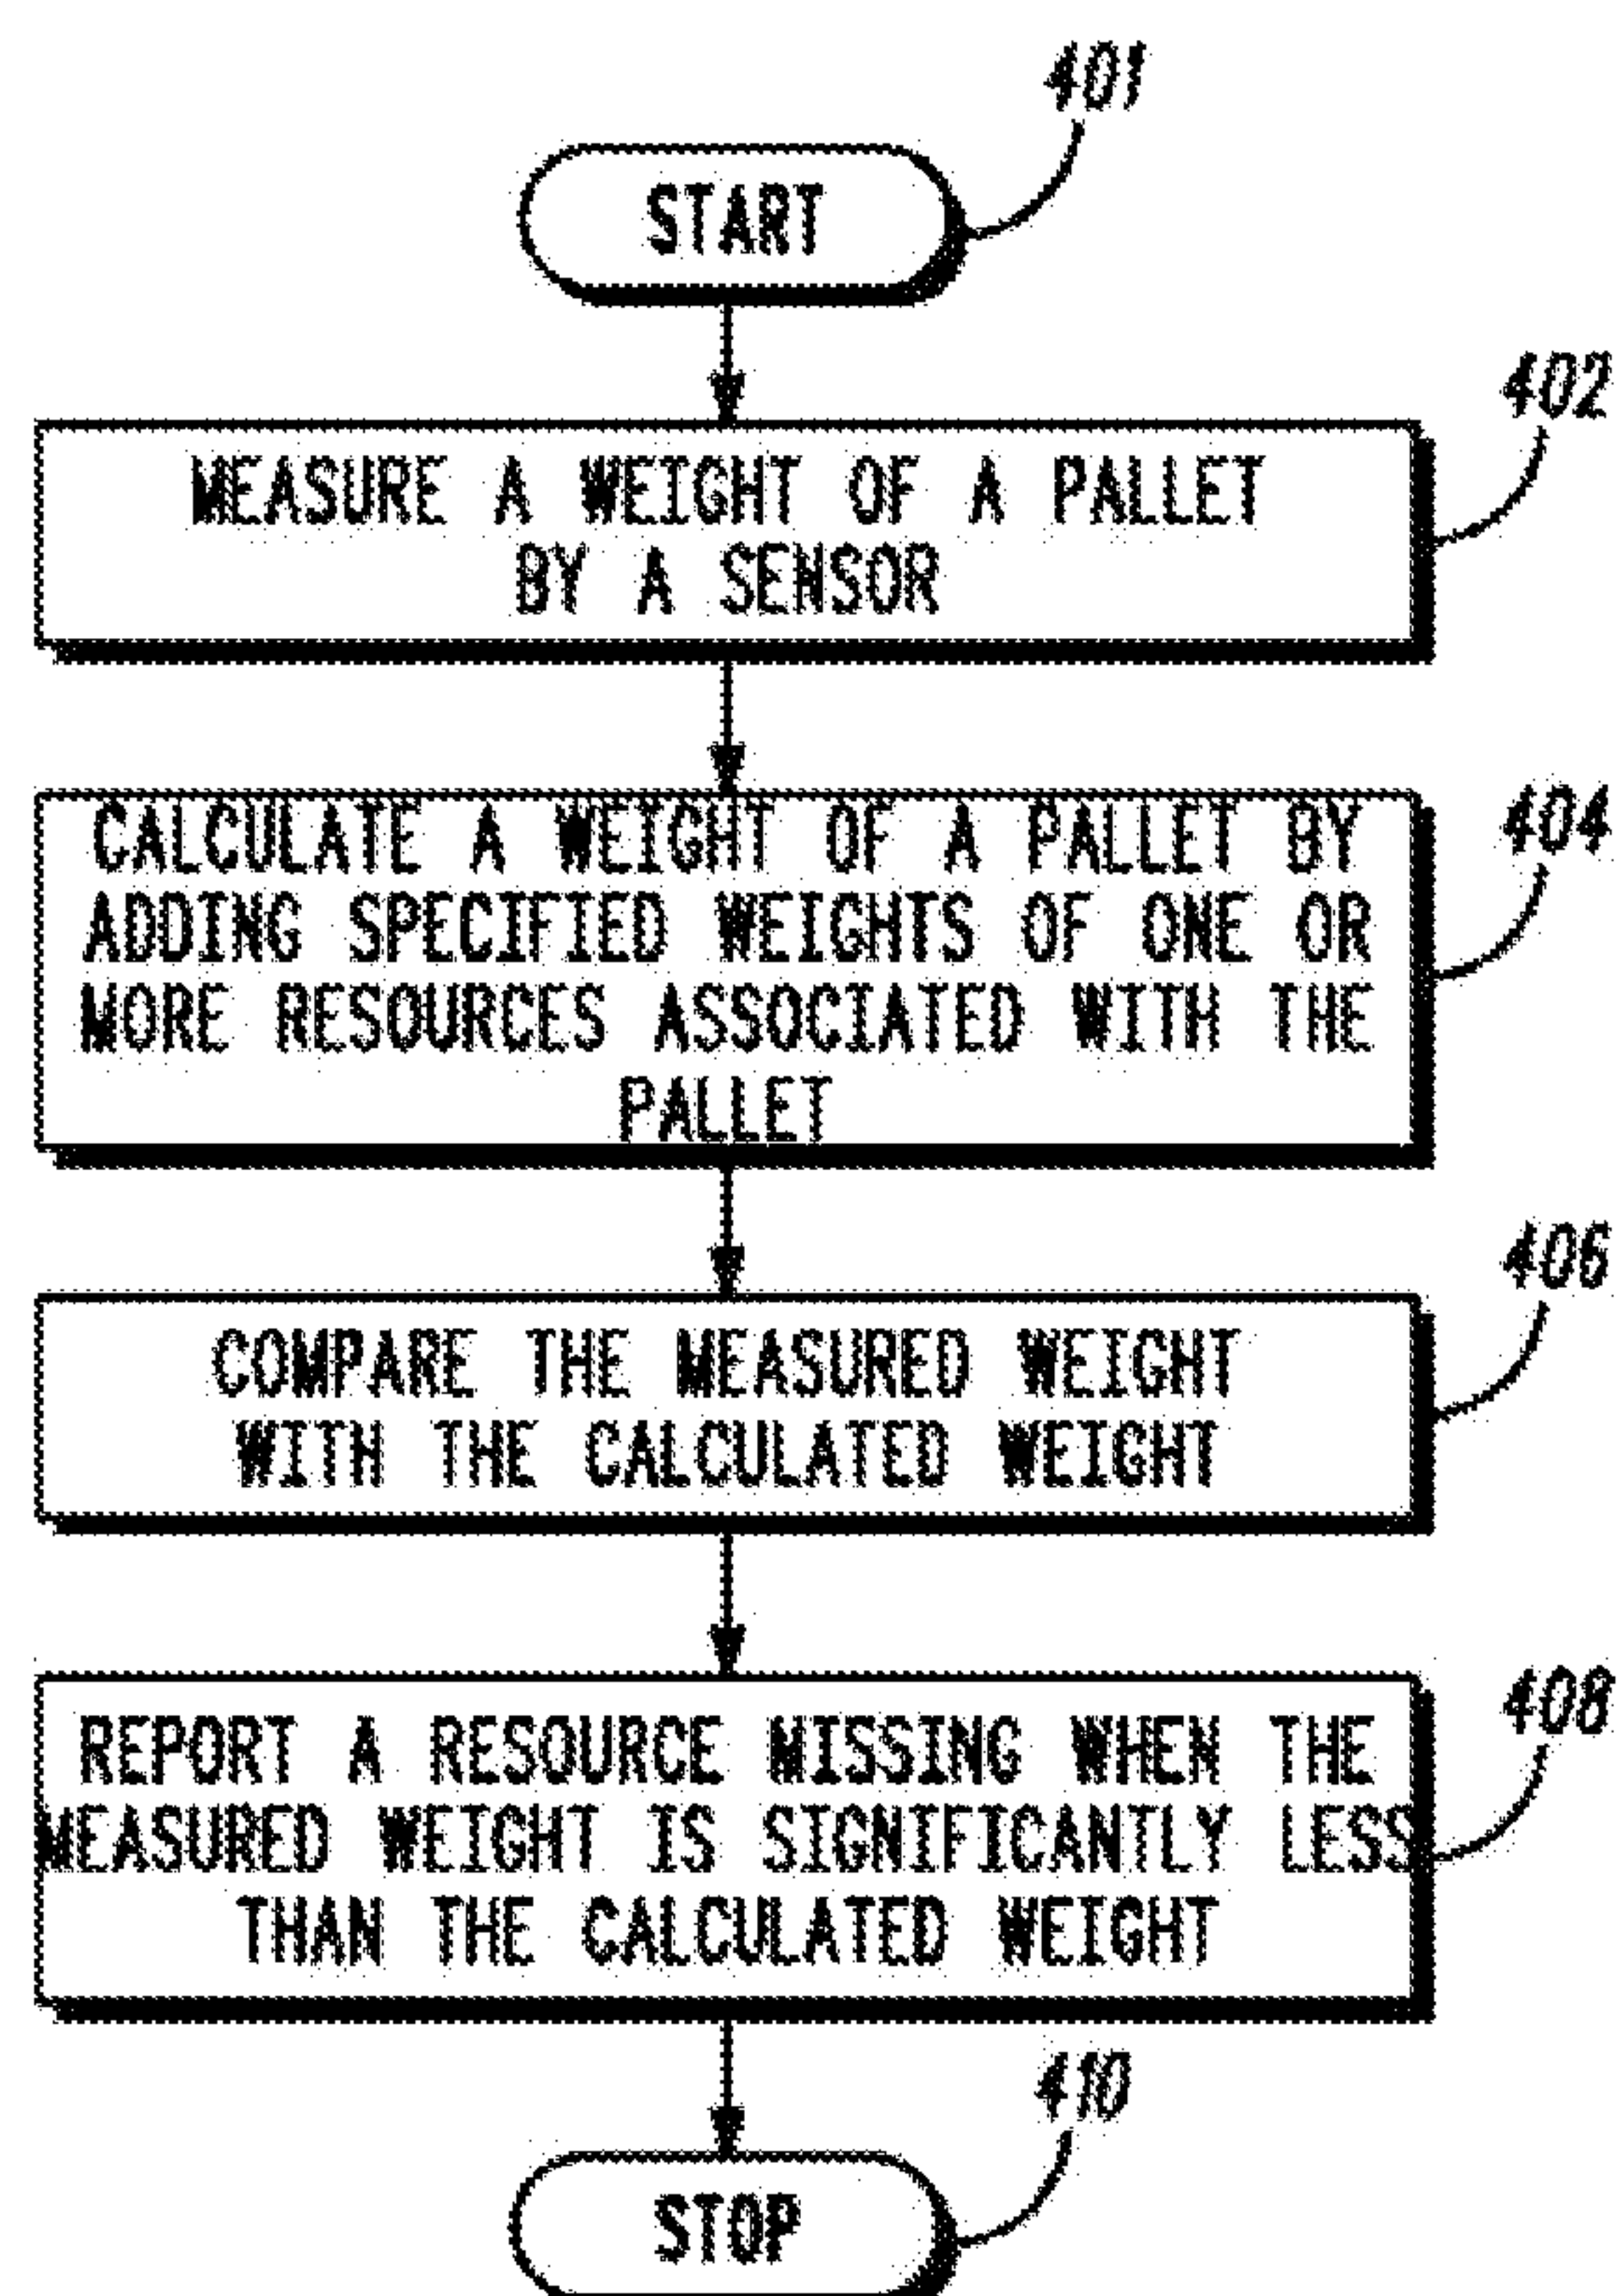 401
START
402
MEASURE A WEIGHT OF A PALLET
BY A SENSOR
404
CALCULATE A WEIGHT OF A PALLET BY
ADDING SPECIFIED WEIGHTS OF ONE OR
MORE RESOURCES ASSOCIATED WITH THE
PALLET
406
COMPARE THE MEASURED WEIGHT
WITH THE CALCULATED WEIGHT
408
REPORT A RESOURCE MISSING WHEN THE
MEASURED WEIGHT IS SIGNIFICANTLY LESS
THAN THE CALCULATED WEIGHT
410
STOP